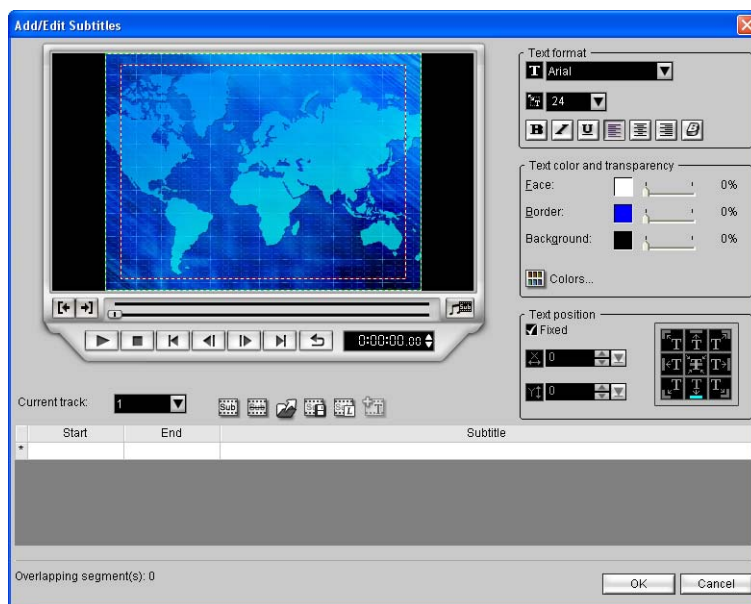 Add/Edit Subtitles
Text format
T Arial
T 24
B I U
Text color and transparency
Face: 0%
Border: 0%
Background: 0%
Colors...
Text position
Fixed
X 0
Y 0
0:00:00.00
Sub
Current track: 1
Sub
Start End Subtitle
*
Overlapping segment(s): 0
OK Cancel